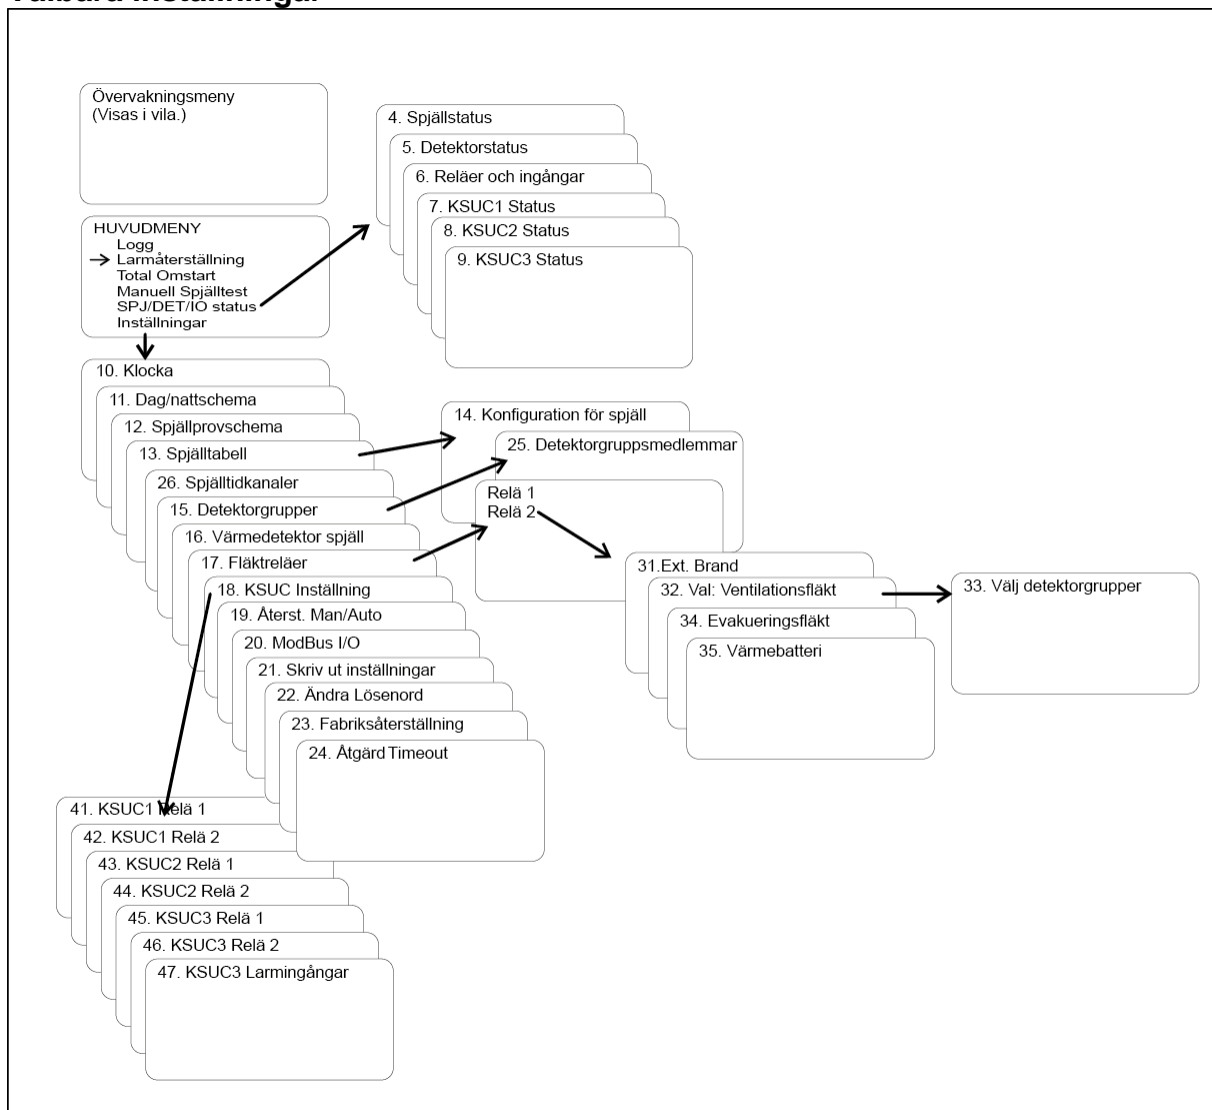 Övervakningsmeny
(Visas i vila.)
HUVUDMENY
Logg
Larmåterställning
Total Omstart
Manuell Spjälltest
SPJ/DET/IO status
Inställningar
4. Spjällstatus
5. Detektorstatus
6. Reläer och ingångar
7. KSUC1 Status
8. KSUC2 Status
9. KSUC3 Status
10. Klocka
11. Dag/nattschema
12. Spjällprovschema
13. Spjälltabell
26. Spjälltidkanaler
15. Detektorgrupper
16. Värmedetektor spjäll
17. Fläktreläer
18. KSUC Inställning
19. Återst. Man/Auto
20. ModBus I/O
21. Skriv ut inställningar
22. Ändra Lösenord
23. Fabriksåterställning
24. Åtgärd Timeout
14. Konfiguration för spjäll
25. Detektorgruppsmedlemmar
Relä 1
Relä 2
31.Ext. Brand
32. Val: Ventilationsfläkt
34. Evakueringsfläkt
35. Värmebatteri
33. Välj detektorgrupper
41. KSUC1 Relä 1
42. KSUC1 Relä 2
43. KSUC2 Relä 1
44. KSUC2 Relä 2
45. KSUC3 Relä 1
46. KSUC3 Relä 2
47. KSUC3 Larmingångar